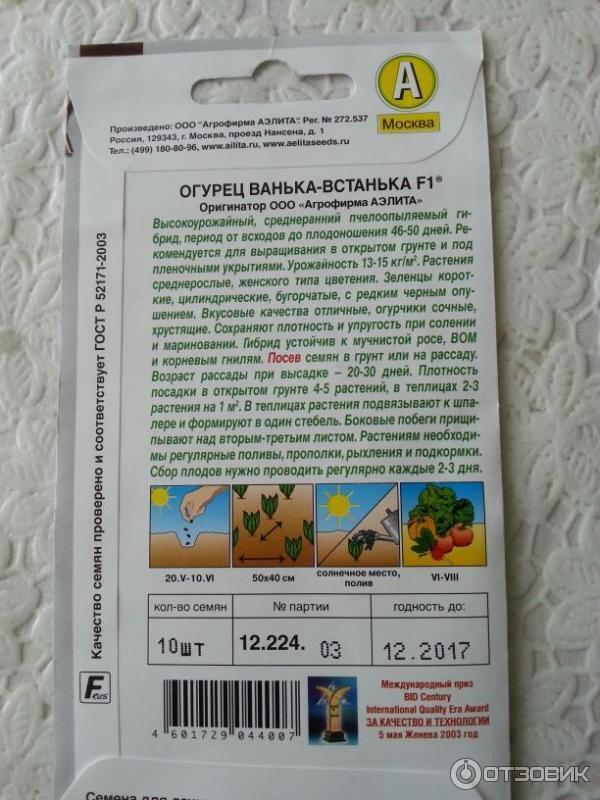 А
Москва
Произведено: ООО "Агрофирма АЭЛИТА". Рег. № 272.537
Россия, 129343, г. Москва, проезд Нансена, д. 1
Тел.: (499) 180-80-96, www.ailita.ru, www.aelitaseeds.ru
ОГУРЕЦ ВАНЬКА-ВСТАНЬКА F1®
Оригинатор ООО «Агрофирма АЭЛИТА»
Высокоурожайный, среднеранний пчелоопыляемый ги-
брид, период от всходов до плодоношения 46-50 дней. Ре-
комендуется для выращивания в открытом грунте и под
пленочными укрытиями. Урожайность 13-15 кг/м². Растения
среднерослые, женского типа цветения. Зеленцы корот-
кие, цилиндрические, бугорчатые, с редким черным опу-
шением. Вкусовые качества отличные, огурчики сочные,
хрустящие. Сохраняют плотность и упругость при солении
и мариновании. Гибрид устойчив к мучнистой росе, ВОМ
и корневым гнилям. Посев семян в грунт или на рассаду.
Возраст рассады при высадке – 20-30 дней. Плотность
посадки в открытом грунте 4-5 растений, в теплицах 2-3
растения на 1 м². В теплицах растения подвязывают к шпа-
лере и формируют в один стебель. Боковые побеги прищи-
пывают над вторым-третьим листом. Растениям необходи-
мы регулярные поливы, прополки, рыхления и подкормки.
Сбор плодов нужно проводить регулярно каждые 2-3 дня.
Качество семян проверено и соответствует ГОСТ Р 52171-2003
20.V-10.VI
50х40 см
солнечное место,
полив
VI-VIII
кол-во семян
№ партии
годность до:
10шт
12.224. 03
12.2017
F rus
4 601729 044007
Международный приз
BID Century
International Quality Era Award
ЗА КАЧЕСТВО И ТЕХНОЛОГИИ
5 мая Женева 2003 год
Семена для
ОТЗОВИК